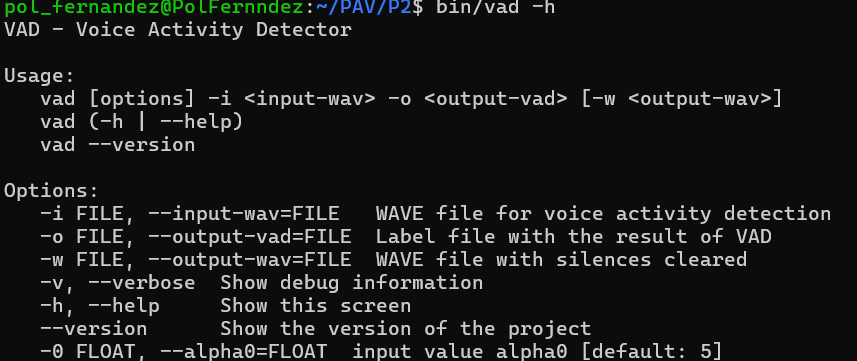 pol_fernandez@PolFernndez:~/PAV/P2$ bin/vad -h
VAD - Voice Activity Detector

Usage:
   vad [options] -i <input-wav> -o <output-vad> [-w <output-wav>]
   vad (-h | --help)
   vad --version

Options:
   -i FILE, --input-wav=FILE   WAVE file for voice activity detection
   -o FILE, --output-vad=FILE  Label file with the result of VAD
   -w FILE, --output-wav=FILE  WAVE file with silences cleared
   -v, --verbose  Show debug information
   -h, --help     Show this screen
   --version      Show the version of the project
   -0 FLOAT, --alpha0=FLOAT  input value alpha0 [default: 5]